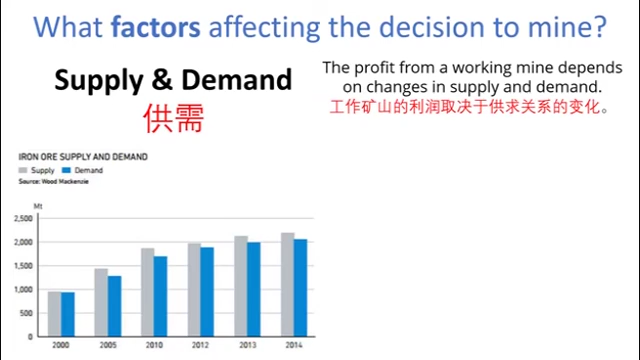 What factors affecting the decision to mine?
Supply & Demand
供需
The profit from a working mine depends
on changes in supply and demand.
工作矿山的利润取决于供求关系的变化。
IRON ORE SUPPLY AND DEMAND
Supply Demand
Source: Wood Mackenzie
Mt
2,500
2,000
1,500
1,000
500
0
2000 2005 2010 2012 2013 2014